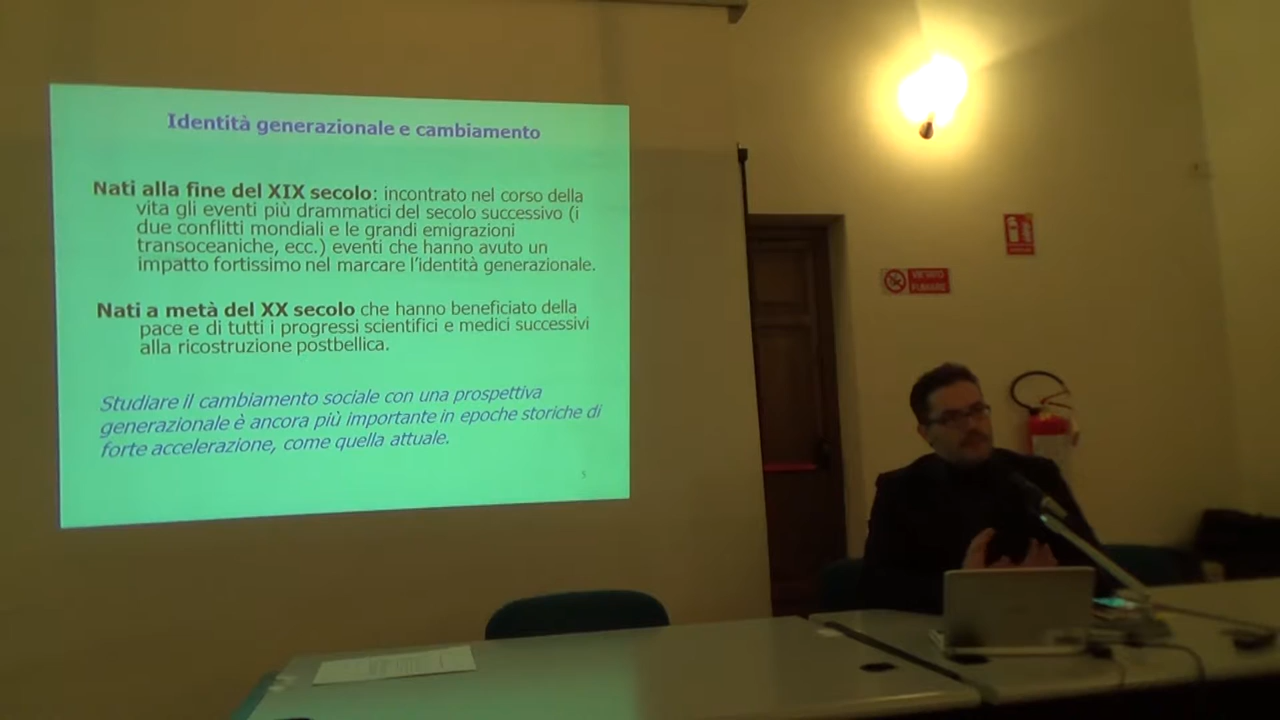 Identità generazionale e cambiamento
Nati alla fine del XIX secolo: incontrato nel corso della
vita gli eventi più drammatici del secolo successivo (i
due conflitti mondiali e le grandi emigrazioni
transoceaniche, ecc.) eventi che hanno avuto un
impatto fortissimo nel marcare l'identità generazionale.
Nati a metà del XX secolo che hanno beneficiato della
pace e di tutti i progressi scientifici e medici successivi
alla ricostruzione postbellica.
Studiare il cambiamento sociale con una prospettiva
generazionale è ancora più importante in epoche storiche di
forte accelerazione, come quella attuale.
5
VIETATO
FUMARE